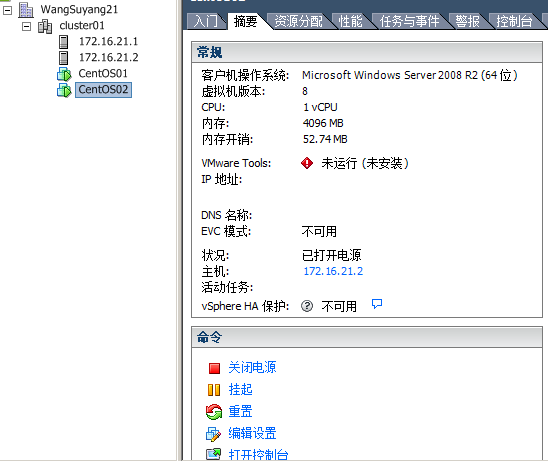 WangSuyang21
cluster01
172.16.21.1
172.16.21.2
CentOS01
CentOS02
入门 摘要 资源分配 性能 任务与事件 警报 控制台
常规
客户机操作系统: Microsoft Windows Server 2008 R2 (64 位)
虚拟机版本: 8
CPU: 1 vCPU
内存: 4096 MB
内存开销: 52.74 MB
VMware Tools: 未运行 (未安装)
IP 地址:
DNS 名称:
EVC 模式: 不可用
状况: 已打开电源
主机: 172.16.21.2
活动任务:
vSphere HA 保护: 不可用
命令
关闭电源
挂起
重置
编辑设置
打开控制台